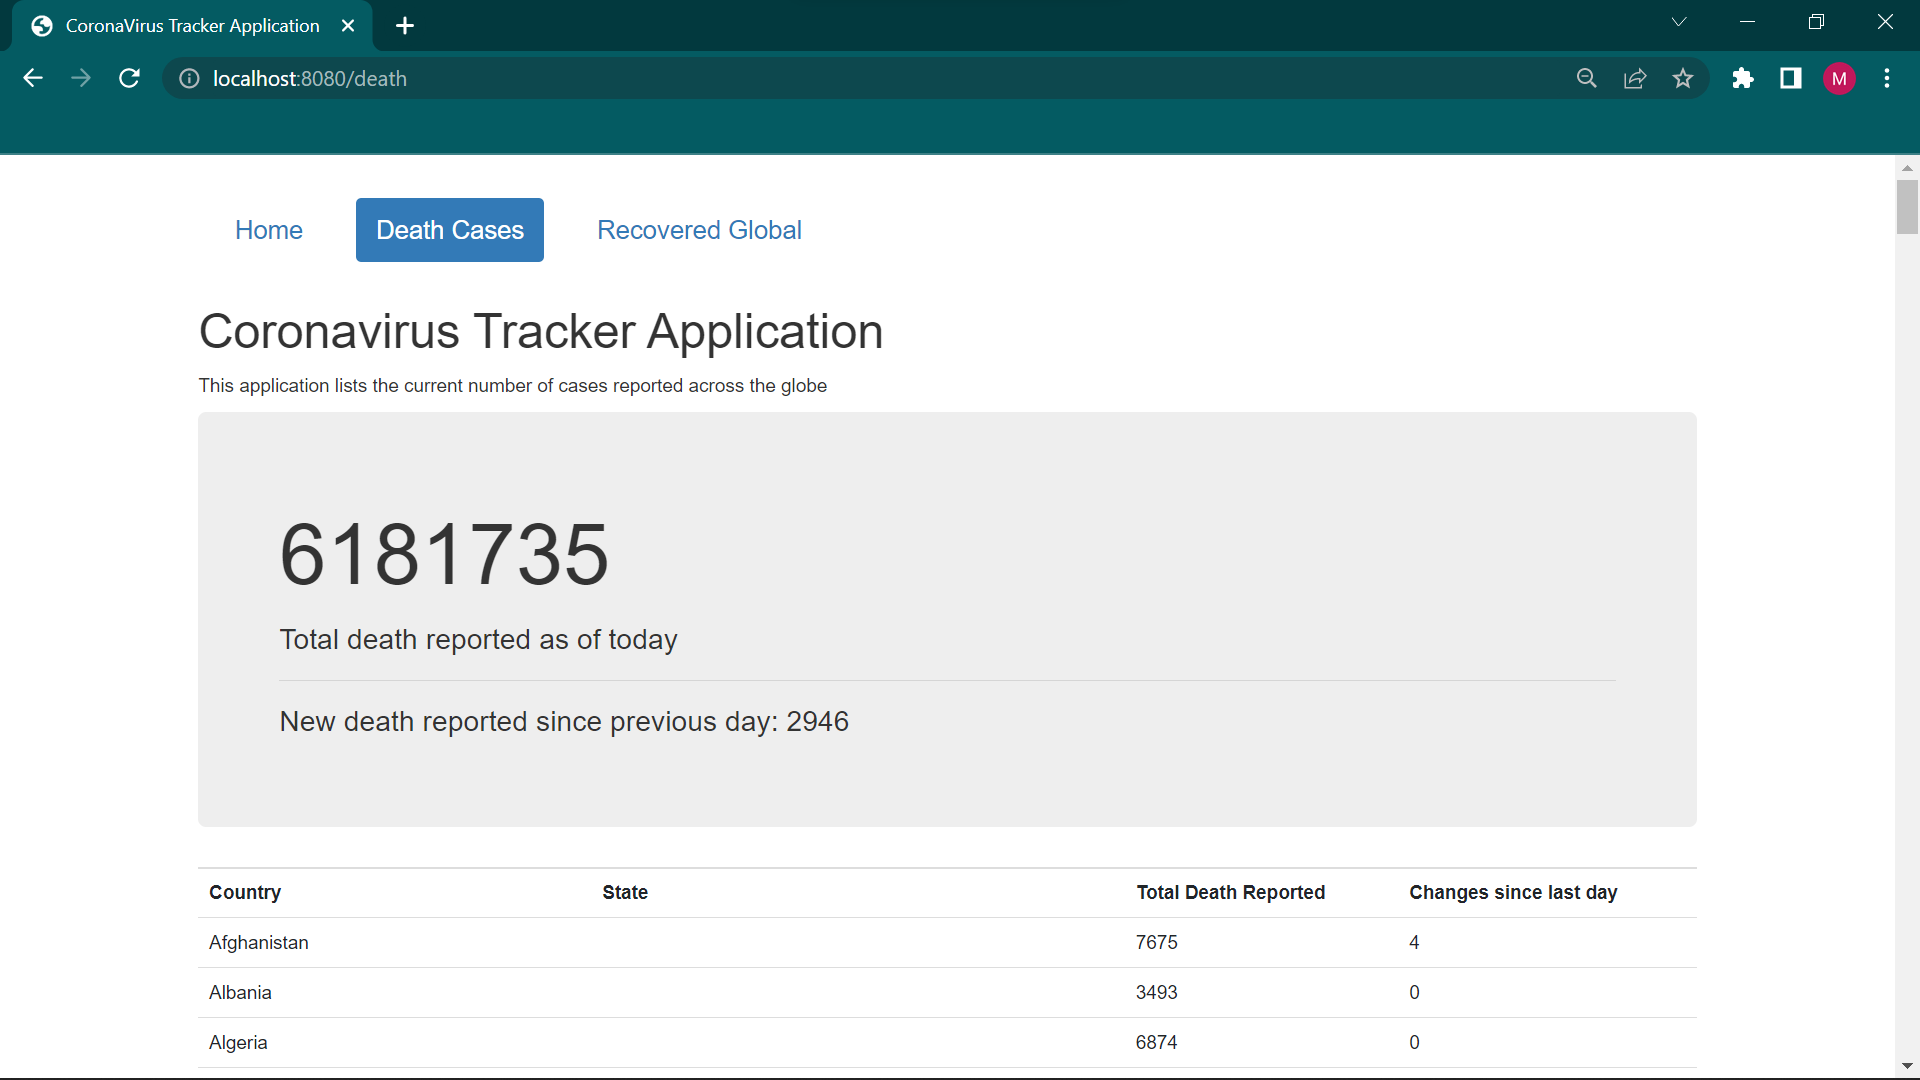 CoronaVirus Tracker Application
localhost:8080/death
M
Home Death Cases Recovered Global
Coronavirus Tracker Application
This application lists the current number of cases reported across the globe
6181735
Total death reported as of today
New death reported since previous day: 2946
Country State Total Death Reported Changes since last day
Afghanistan 7675 4
Albania 3493 0
Algeria 6874 0